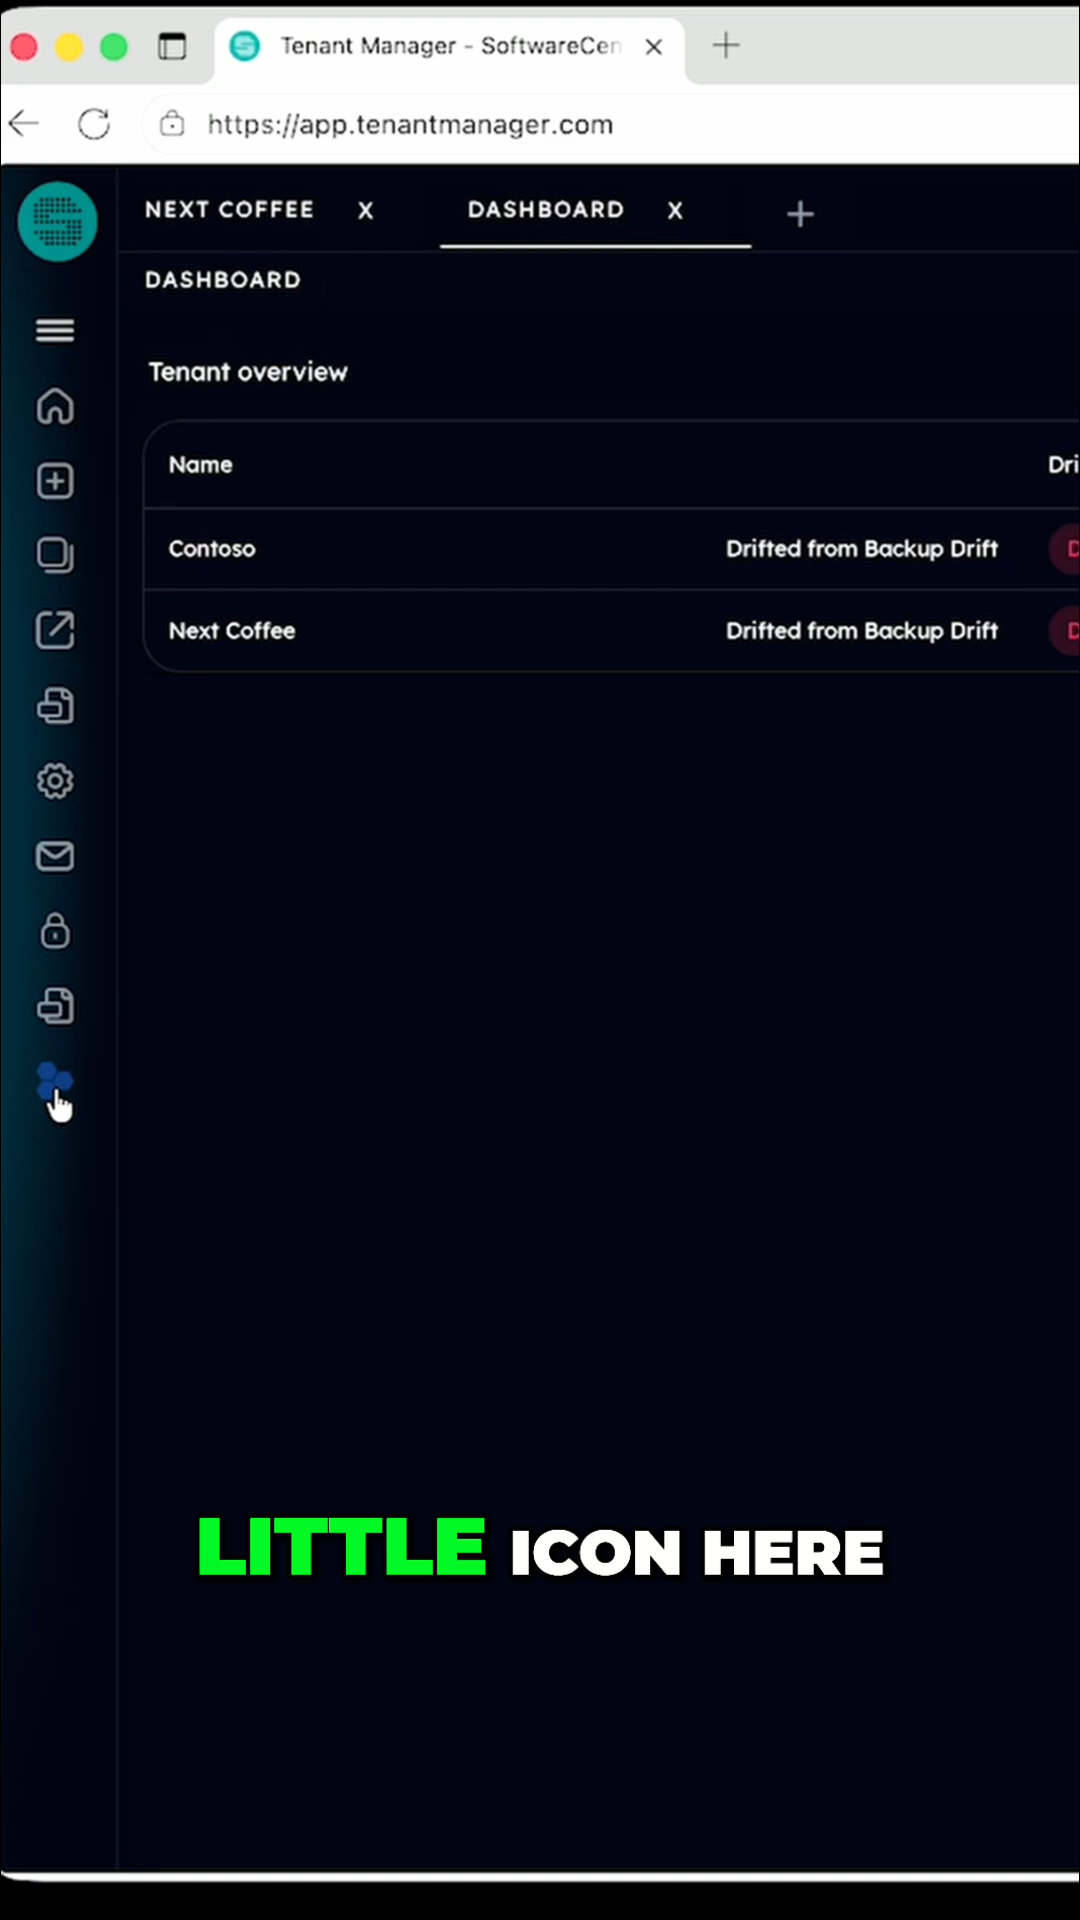 Tenant Manager - SoftwareCen
https://app.tenantmanager.com
NEXT COFFEE X DASHBOARD X
DASHBOARD
Tenant overview
Name Dri
Contoso Drifted from Backup Drift D
Next Coffee Drifted from Backup Drift D
LITTLE ICON HERE